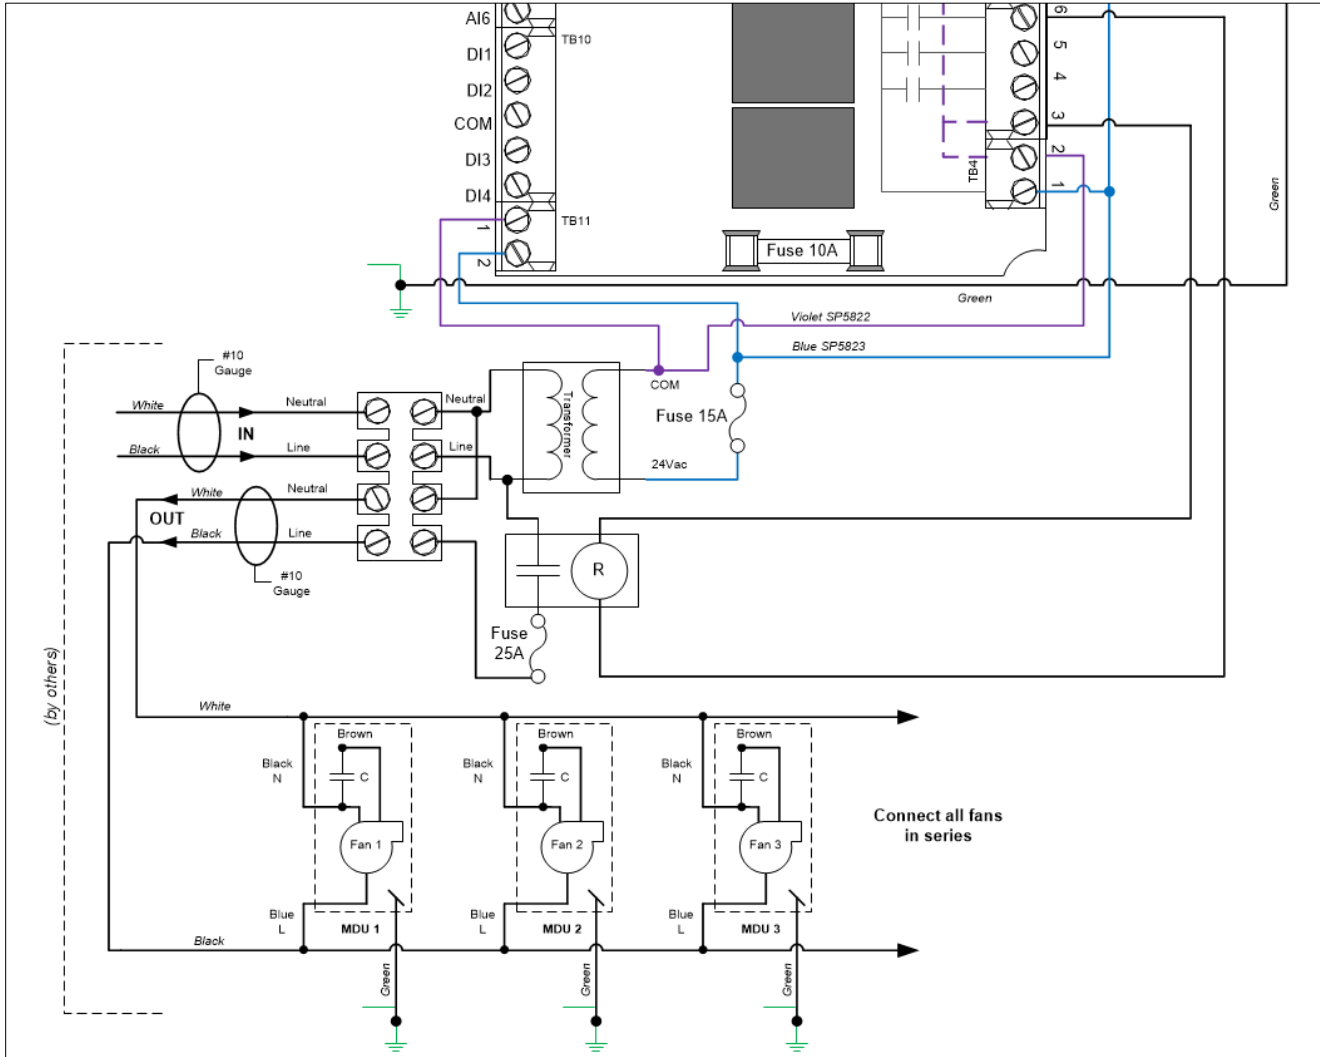 AI6
TB10
DI1
DI2
COM
DI3
DI4
TB11
1
2
6
5
4
3
2
1
TB4
Green
Fuse 10A
Green
Violet SP5822
Blue SP5823
#10
Gauge
White
Neutral
IN
Black
Line
White
Neutral
OUT
Black
Line
#10
Gauge
Neutral
Line
Transformer
COM
24Vac
Fuse 15A
R
Fuse
25A
(by others)
White
Brown
Black
N
C
Fan 1
Blue
L
MDU 1
Green
Brown
Black
N
C
Fan 2
Blue
L
MDU 2
Green
Brown
Black
N
C
Fan 3
Blue
L
MDU 3
Green
Connect all fans
in series
Black